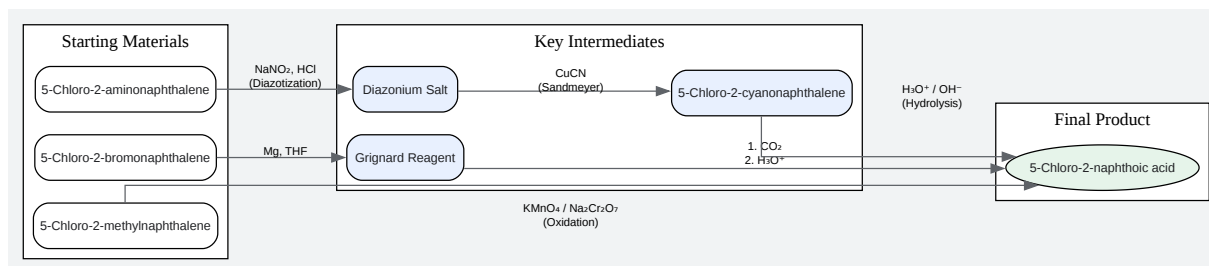 Starting Materials
5-Chloro-2-aminonaphthalene
5-Chloro-2-bromonaphthalene
5-Chloro-2-methylnaphthalene
NaNO₂, HCl
(Diazotization)
Mg, THF
Key Intermediates
Diazonium Salt
CuCN
(Sandmeyer)
5-Chloro-2-cyanonaphthalene
Grignard Reagent
1. CO₂
2. H₃O⁺
KMnO₄ / Na₂Cr₂O₇
(Oxidation)
H₃O⁺ / OH⁻
(Hydrolysis)
Final Product
5-Chloro-2-naphthoic acid